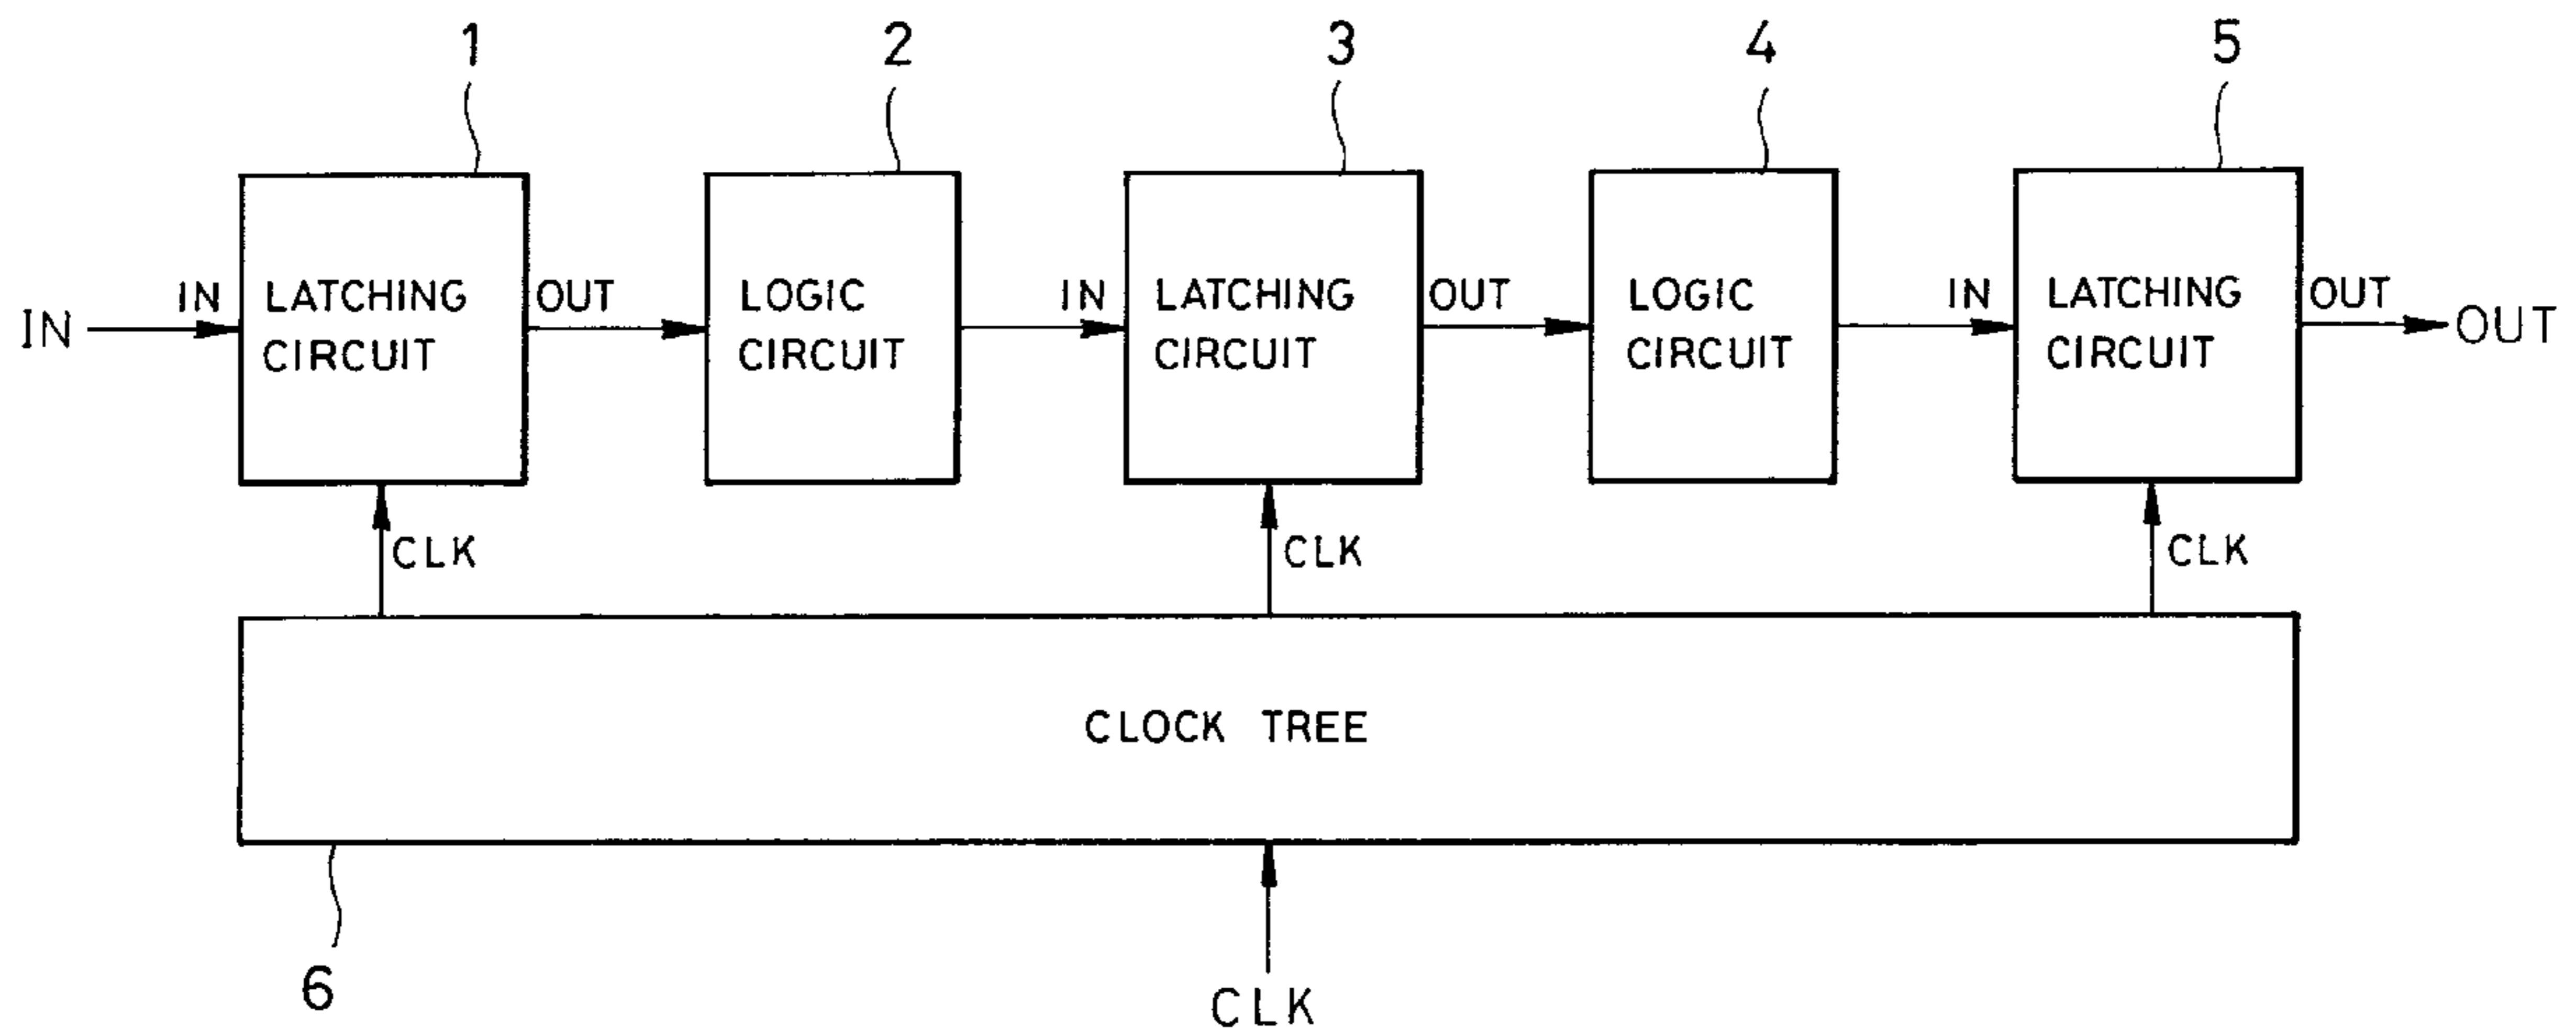 1 2 3 4 5
IN IN LATCHING OUT LOGIC IN LATCHING OUT LOGIC IN LATCHING OUT OUT
CIRCUIT CIRCUIT CIRCUIT CIRCUIT CIRCUIT
CLK CLK CLK
CLOCK TREE
6
CLK